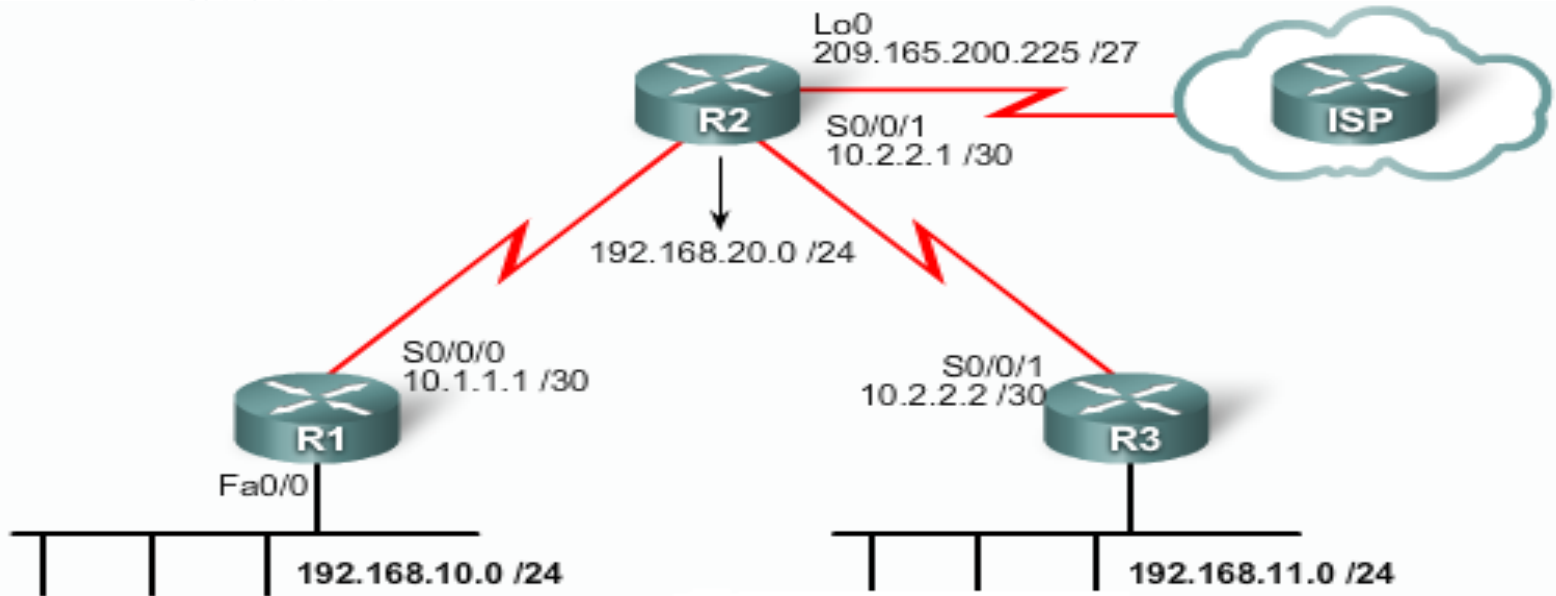 Lo0
209.165.200.225 /27
R2
ISP
S0/0/1
10.2.2.1 /30
192.168.20.0 /24
S0/0/0
10.1.1.1 /30
S0/0/1
10.2.2.2 /30
R1
R3
Fa0/0
192.168.10.0 /24
192.168.11.0 /24